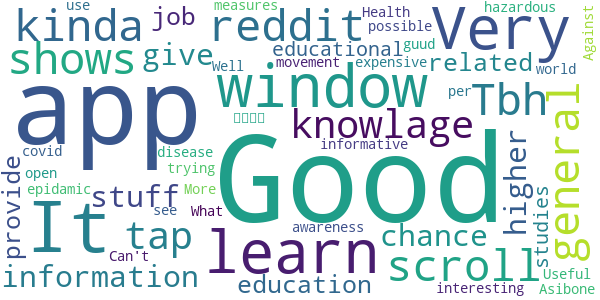 use measures Health hazardous
kinda job reddit possible Very Against
shows give educational guud related
Well movement expensive world
app window Tbh per
knowlage general
covid disease informative Good higher
open trying
provide epidamic stuff More see What awareness chance studies
It tap learn scroll
Can't Useful
information education interesting Asibone